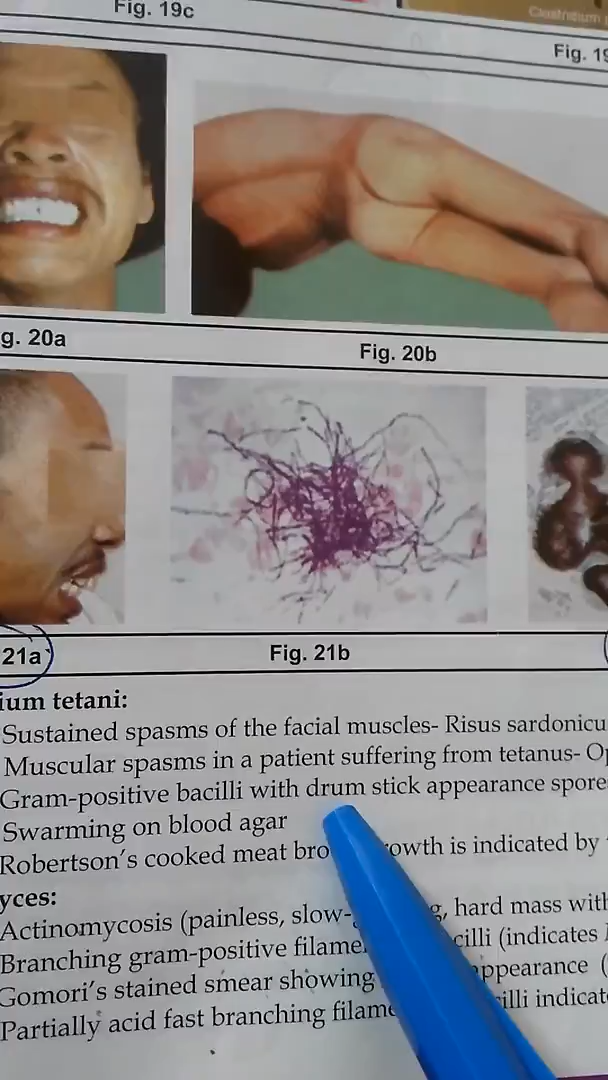 Fig. 19c
Clostridium
Fig. 19
g. 20a
Fig. 20b
21a
Fig. 21b
ium tetani:
Sustained spasms of the facial muscles- Risus sardonicu
Muscular spasms in a patient suffering from tetanus- Op
Gram-positive bacilli with drum stick appearance spore
Swarming on blood agar
Robertson's cooked meat bro owth is indicated by
yces:
Actinomycosis (painless, slow- g, hard mass with
Branching gram-positive filame cilli (indicates
Gomori's stained smear showing appearance (
Partially acid fast branching filame illi indicat